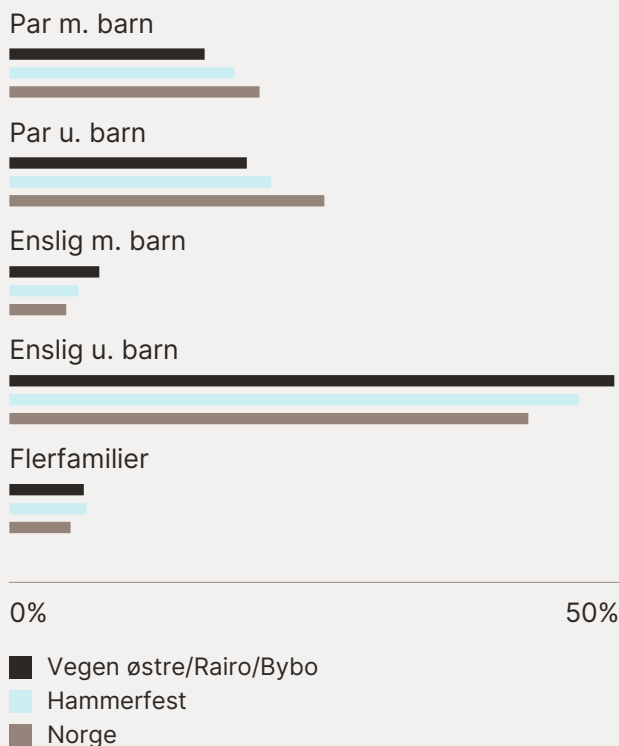 Par m. barn
Par u. barn
Enslig m. barn
Enslig u. barn
Flerfamilier
0% 50%
Vegen østre/Rairo/Bybo
Hammerfest
Norge